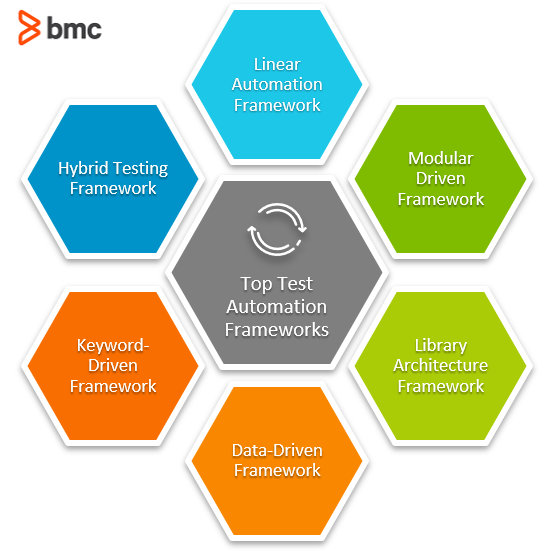 bmc
Linear
Automation
Framework
Modular
Driven
Framework
Library
Architecture
Framework
Data-Driven
Framework
Keyword-
Driven
Framework
Hybrid Testing
Framework
Top Test
Automation
Frameworks